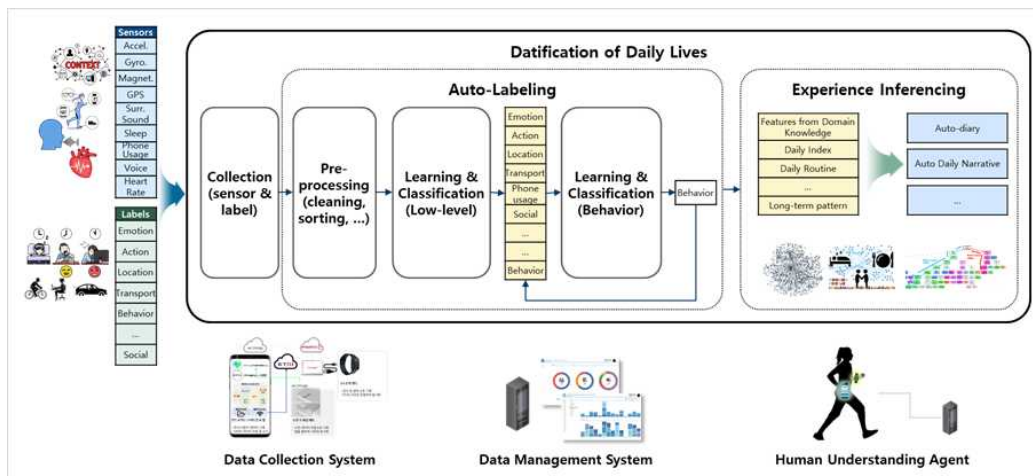 Sensors
Accel.
Gyro.
Magnet.
GPS
Surr.
Sound
Sleep
Phone
Usage
Voice
Heart
Rate
CONTEXT
Labels
Emotion
Action
Location
Transport
Behavior
...
Social
Datification of Daily Lives
Auto-Labeling
Collection
(sensor &
label)
Pre-
processing
(cleaning,
sorting, ...)
Learning &
Classification
(Low-level)
Emotion
Action
Location
Transport
Phone
usage
Social
...
...
Behavior
Learning &
Classification
(Behavior)
Behavior
Experience Inferencing
Features from Domain
Knowledge
Daily Index
Daily Routine
...
Long-term pattern
Auto-diary
Auto Daily Narrative
...
ETRI
Data Collection System
Data Management System
Human Understanding Agent